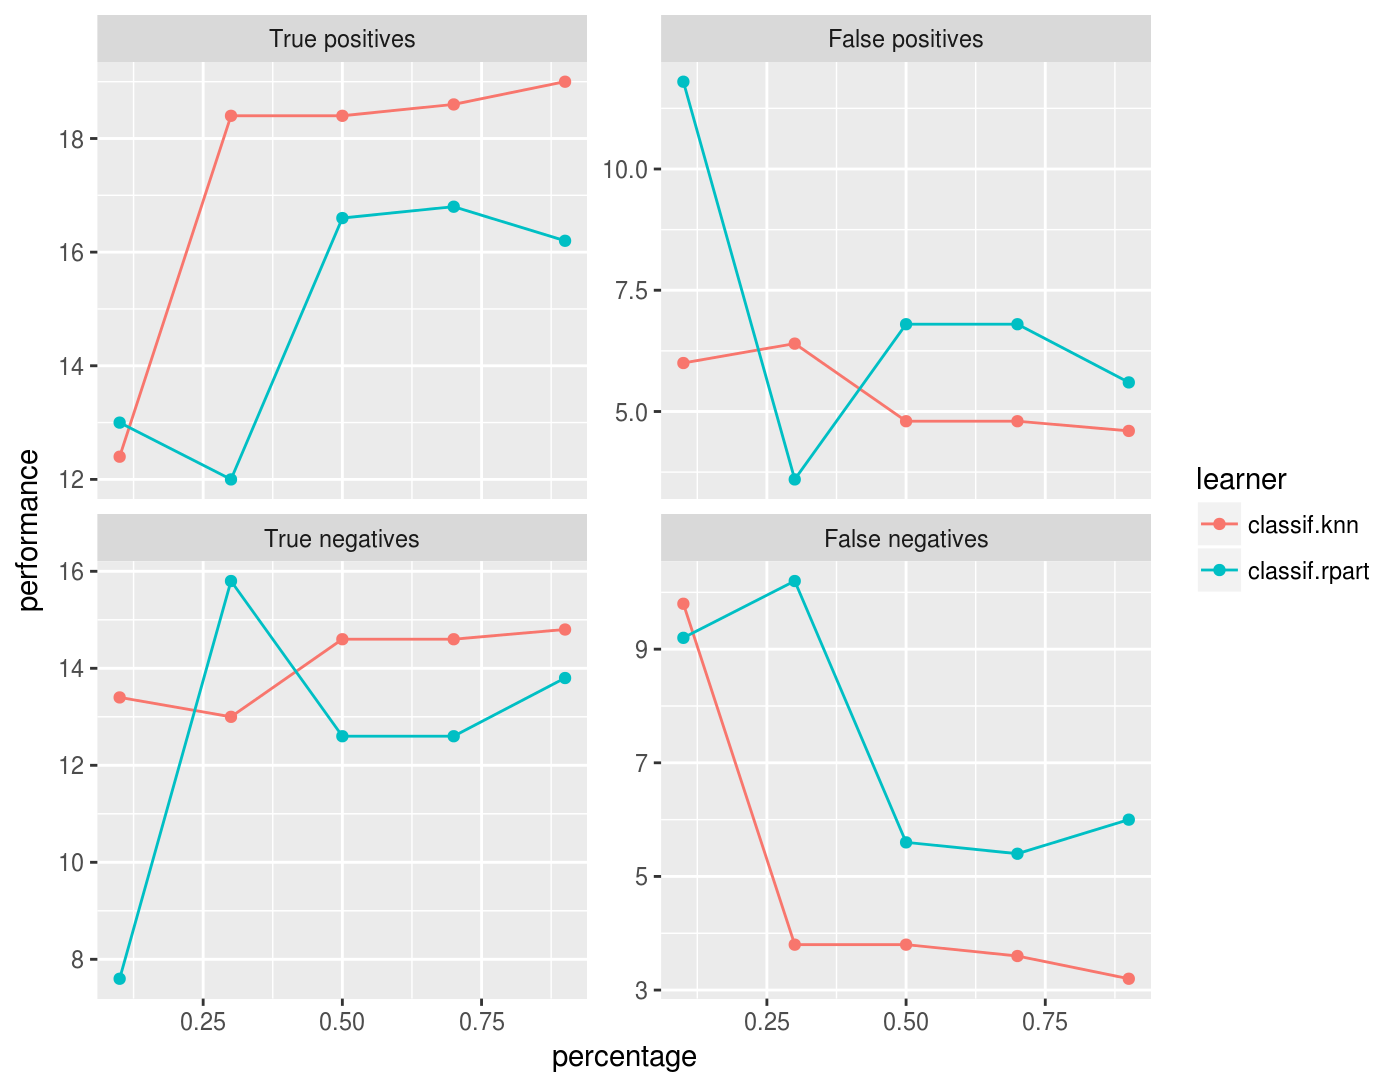 True positives
False positives
18
16
14
12
10.0
7.5
5.0
True negatives
False negatives
16
14
12
10
8
9
7
5
3
0.25 0.50 0.75
0.25 0.50 0.75
percentage
performance
learner
classif.knn
classif.rpart